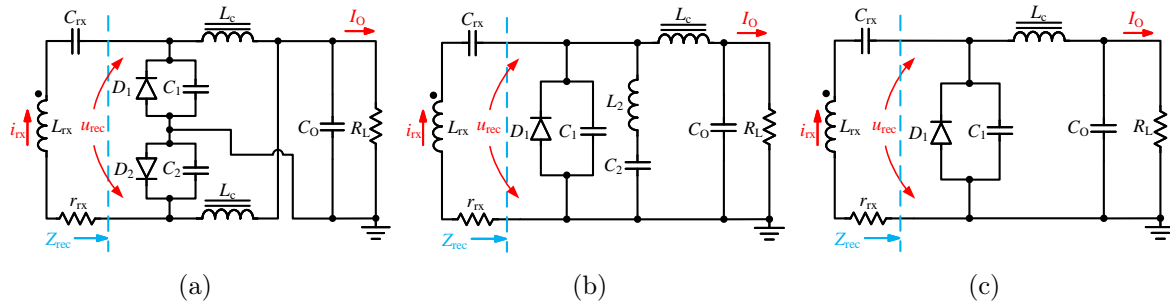 C_rx L_c I_O
D_1 C_1
i_rx L_rx u_rec C_O R_L
D_2 C_2
L_c
r_rx
Z_rec
(a)
C_rx L_c I_O
L_2
i_rx L_rx u_rec D_1 C_1 C_O R_L
C_2
r_rx
Z_rec
(b)
C_rx L_c I_O
i_rx L_rx u_rec D_1 C_1 C_O R_L
r_rx
Z_rec
(c)